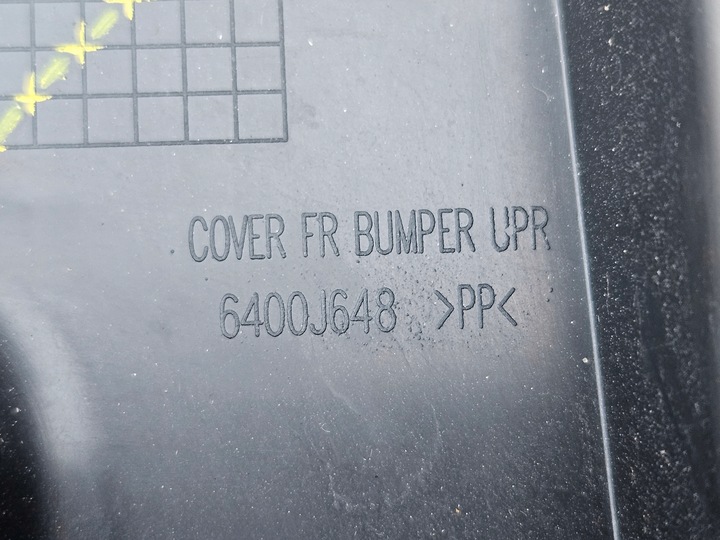 COVER FR BUMPER UPR
6400J648 >PP<